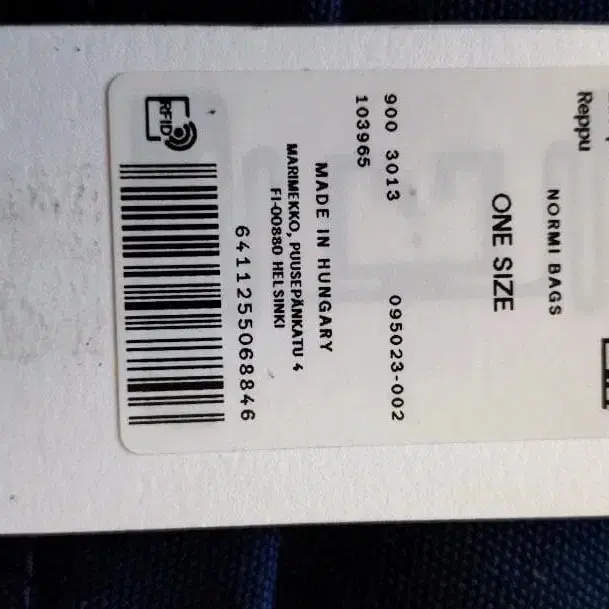 Reppu
NORMI BAGS
ONE SIZE
900 3013 095023-002
103965
MADE IN HUNGARY
MARIMEKKO, PUUSEPÄNKATU 4
FI-00880 HELSINKI
6411255068846
RFID